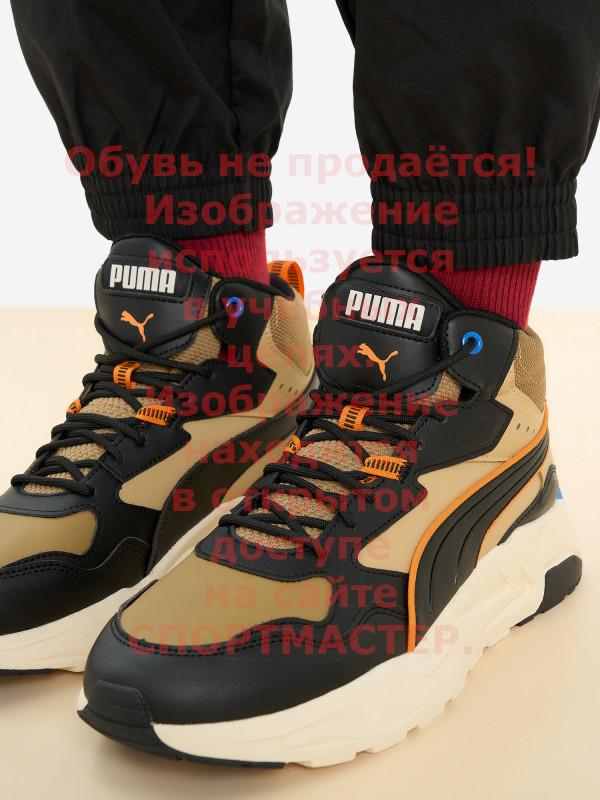 Обувь не продаётся!
Изображение
используется
в учебных
целях.
Изображение
находится
в открытом
доступе
на сайте
СПОРТМАСТЕР.
PUMA
PUMA